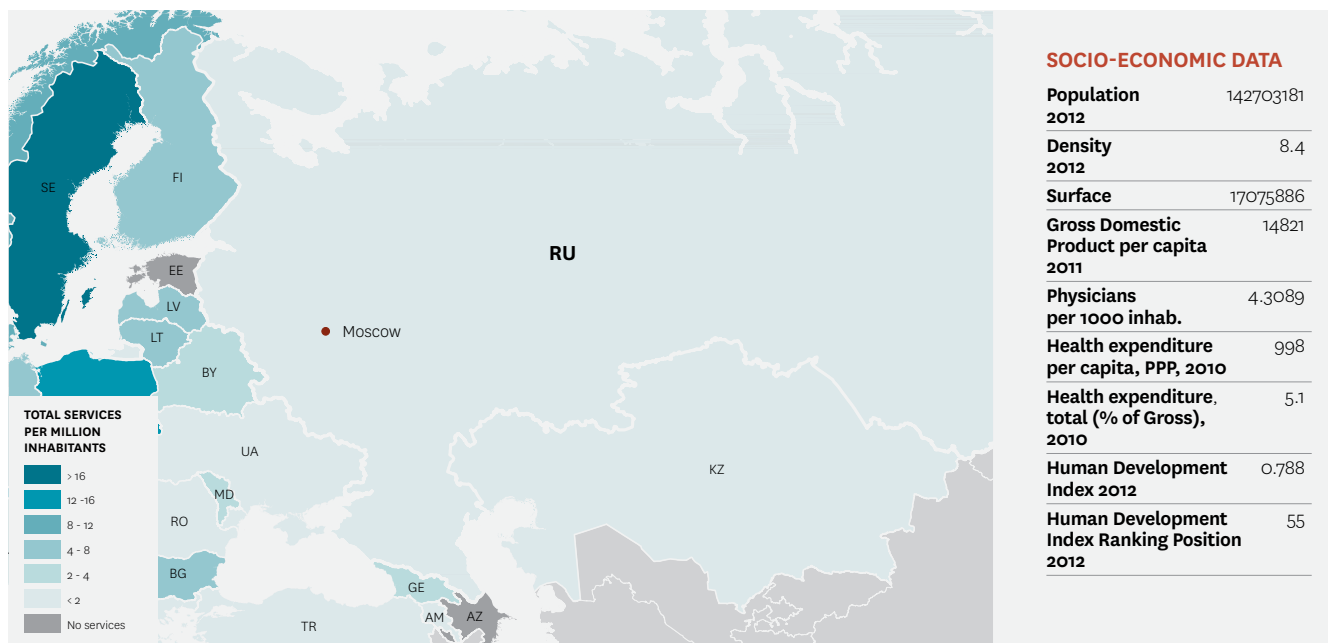 SE
FI
RU
EE
LV
Moscow
LT
BY
UA
KZ
MD
RO
BG
GE
AM
AZ
TR
TOTAL SERVICES
PER MILLION
INHABITANTS
> 16
12 -16
8 - 12
4 - 8
2 - 4
< 2
No services
SOCIO-ECONOMIC DATA
Population 142703181
2012
Density 8.4
2012
Surface 17075886
Gross Domestic 14821
Product per capita
2011
Physicians 4.3089
per 1000 inhab.
Health expenditure 998
per capita, PPP, 2010
Health expenditure, 5.1
total (% of Gross),
2010
Human Development 0.788
Index 2012
Human Development 55
Index Ranking Position
2012